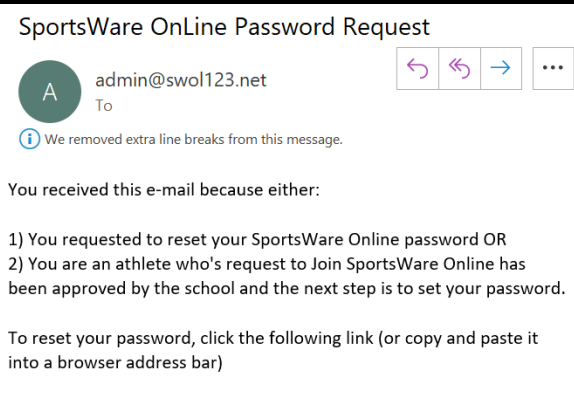 SportsWare OnLine Password Request
A
admin@swol123.net
To
We removed extra line breaks from this message.
You received this e-mail because either:
1) You requested to reset your SportsWare Online password OR
2) You are an athlete who's request to Join SportsWare Online has
been approved by the school and the next step is to set your password.
To reset your password, click the following link (or copy and paste it
into a browser address bar)